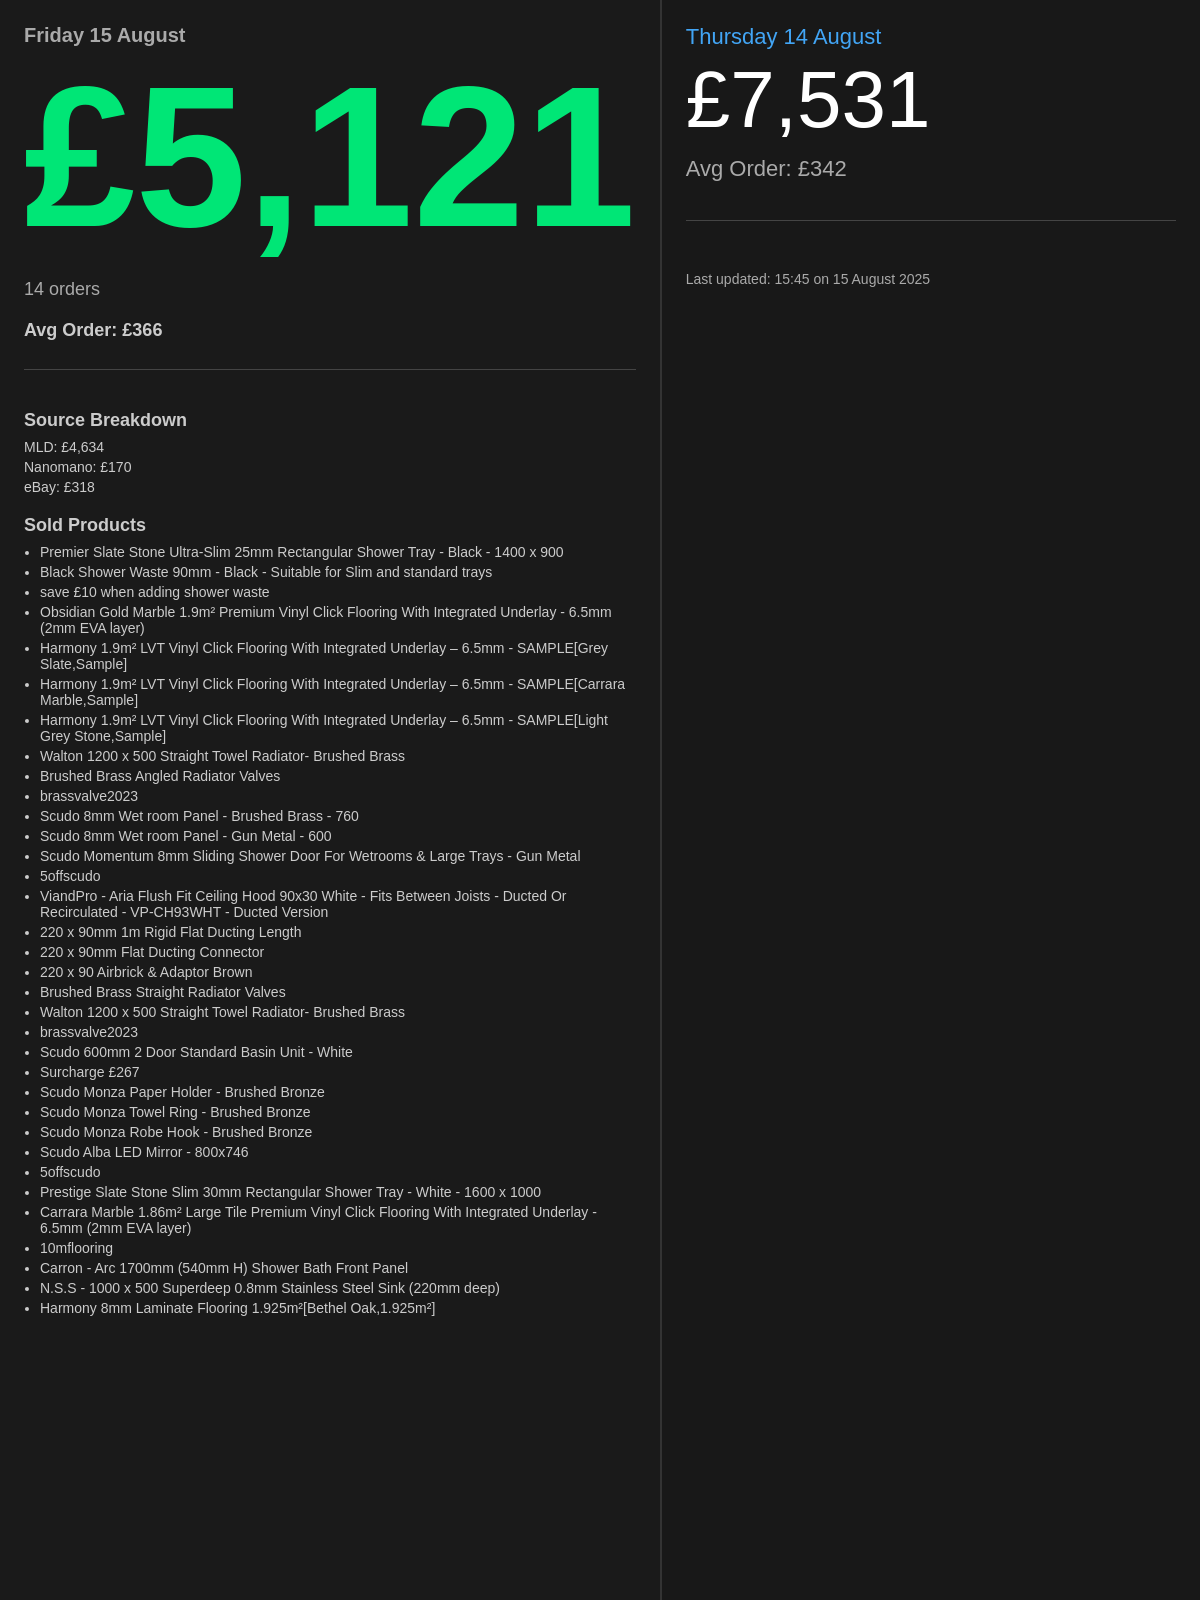 Friday 15 August
£5,121
14 orders
Avg Order: £366
Source Breakdown
MLD: £4,634
Nanomano: £170
eBay: £318
Sold Products
• Premier Slate Stone Ultra-Slim 25mm Rectangular Shower Tray - Black - 1400 x 900
• Black Shower Waste 90mm - Black - Suitable for Slim and standard trays
• save £10 when adding shower waste
• Obsidian Gold Marble 1.9m² Premium Vinyl Click Flooring With Integrated Underlay - 6.5mm
(2mm EVA layer)
• Harmony 1.9m² LVT Vinyl Click Flooring With Integrated Underlay – 6.5mm - SAMPLE[Grey
Slate,Sample]
• Harmony 1.9m² LVT Vinyl Click Flooring With Integrated Underlay – 6.5mm - SAMPLE[Carrara
Marble,Sample]
• Harmony 1.9m² LVT Vinyl Click Flooring With Integrated Underlay – 6.5mm - SAMPLE[Light
Grey Stone,Sample]
• Walton 1200 x 500 Straight Towel Radiator- Brushed Brass
• Brushed Brass Angled Radiator Valves
• brassvalve2023
• Scudo 8mm Wet room Panel - Brushed Brass - 760
• Scudo 8mm Wet room Panel - Gun Metal - 600
• Scudo Momentum 8mm Sliding Shower Door For Wetrooms & Large Trays - Gun Metal
• 5offscudo
• ViandPro - Aria Flush Fit Ceiling Hood 90x30 White - Fits Between Joists - Ducted Or
Recirculated - VP-CH93WHT - Ducted Version
• 220 x 90mm 1m Rigid Flat Ducting Length
• 220 x 90mm Flat Ducting Connector
• 220 x 90 Airbrick & Adaptor Brown
• Brushed Brass Straight Radiator Valves
• Walton 1200 x 500 Straight Towel Radiator- Brushed Brass
• brassvalve2023
• Scudo 600mm 2 Door Standard Basin Unit - White
• Surcharge £267
• Scudo Monza Paper Holder - Brushed Bronze
• Scudo Monza Towel Ring - Brushed Bronze
• Scudo Monza Robe Hook - Brushed Bronze
• Scudo Alba LED Mirror - 800x746
• 5offscudo
• Prestige Slate Stone Slim 30mm Rectangular Shower Tray - White - 1600 x 1000
• Carrara Marble 1.86m² Large Tile Premium Vinyl Click Flooring With Integrated Underlay -
6.5mm (2mm EVA layer)
• 10mflooring
• Carron - Arc 1700mm (540mm H) Shower Bath Front Panel
• N.S.S - 1000 x 500 Superdeep 0.8mm Stainless Steel Sink (220mm deep)
• Harmony 8mm Laminate Flooring 1.925m²[Bethel Oak,1.925m²]
Thursday 14 August
£7,531
Avg Order: £342
Last updated: 15:45 on 15 August 2025